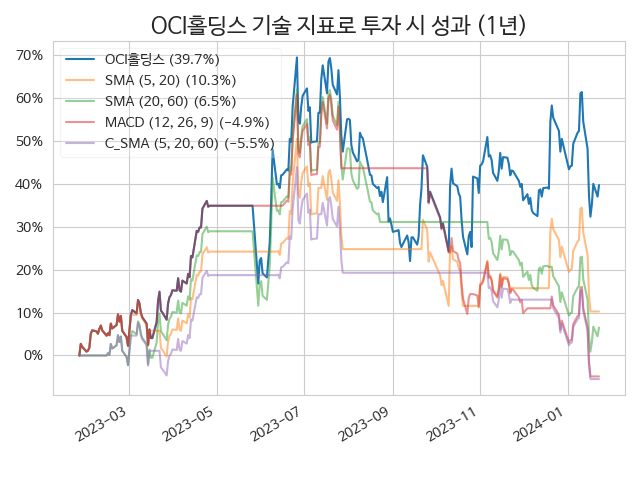 OCI홀딩스 기술 지표로 투자 시 성과 (1년)
OCI홀딩스 (39.7%)
SMA (5, 20) (10.3%)
SMA (20, 60) (6.5%)
MACD (12, 26, 9) (−4.9%)
C_SMA (5, 20, 60) (−5.5%)
70%
60%
50%
40%
30%
20%
10%
0%
2023-03
2023-05
2023-07
2023-09
2023-11
2024-01